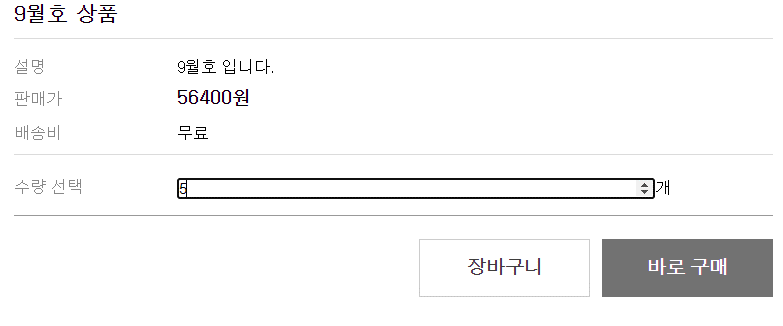 9월호 상품
설명 9월호 입니다.
판매가 56400원
배송비 무료
수량 선택 5 개
장바구니 바로 구매